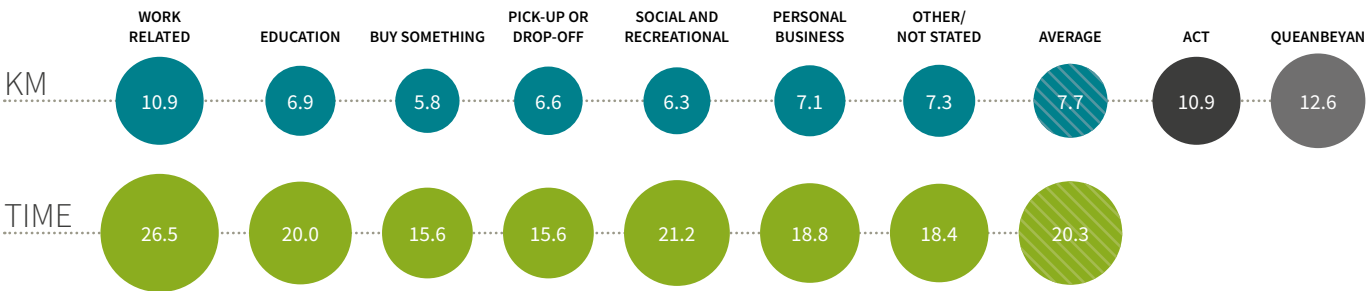 WORK
RELATED
EDUCATION
BUY SOMETHING
PICK-UP OR
DROP-OFF
SOCIAL AND
RECREATIONAL
PERSONAL
BUSINESS
OTHER/
NOT STATED
AVERAGE
ACT
QUEANBEYAN
KM
10.9
6.9
5.8
6.6
6.3
7.1
7.3
7.7
10.9
12.6
TIME
26.5
20.0
15.6
15.6
21.2
18.8
18.4
20.3